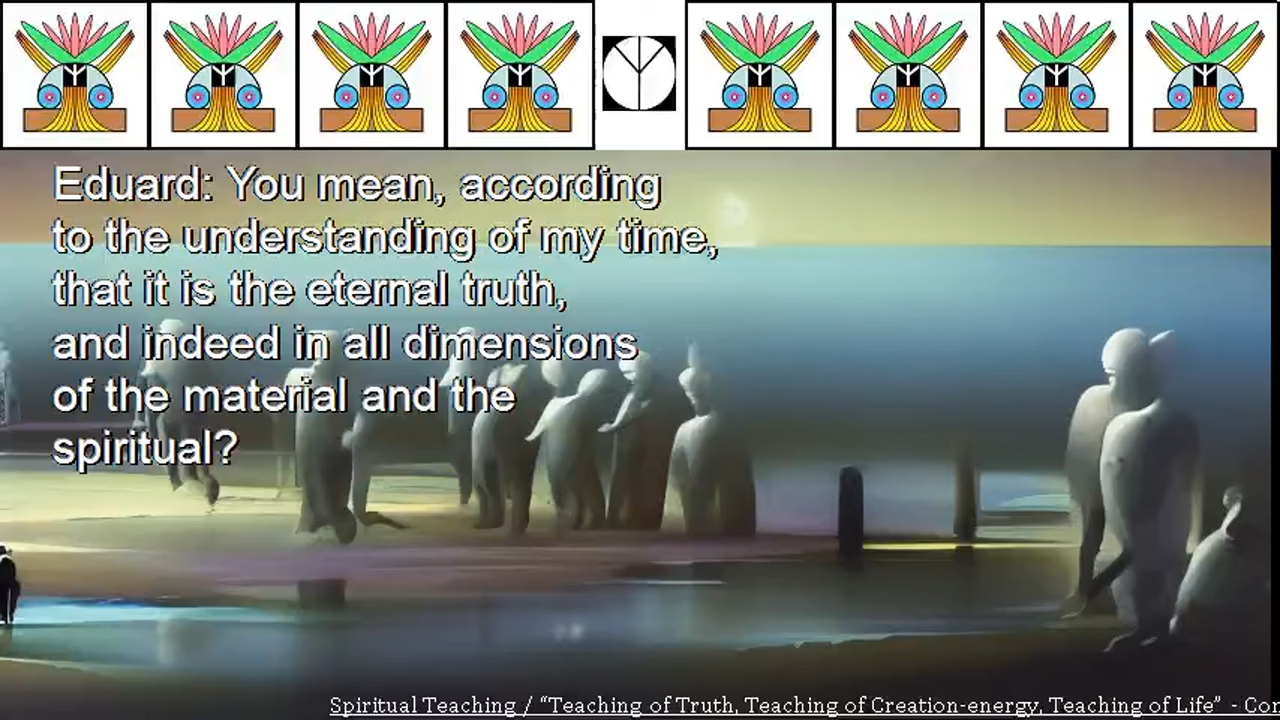 Eduard: You mean, according
to the understanding of my time,
that it is the eternal truth,
and indeed in all dimensions
of the material and the
spiritual?
Spiritual Teaching / “Teaching of Truth, Teaching of Creation-energy, Teaching of Life” - Con